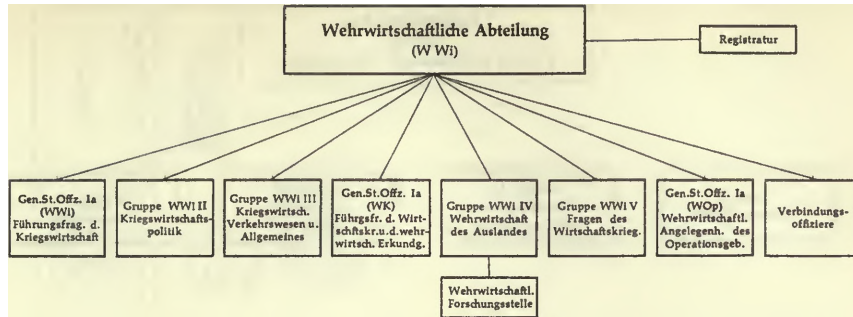 Wehrwirtschaftliche Abteilung
(W Wi)
Registratur
Gen.St.Offz. Ia
(WWi)
Führungsfrag. d.
Kriegswirtschaft
Gruppe WWi II
Kriegswirtschafts-
politik
Gruppe WWi III
Kriegswirtsch.
Verkehrswesen u.
Allgemeines
Gen.St.Offz. Ia
(WK)
Führgsfr. d. Wirt-
schftskr.u.d.wehr-
wirtsch. Erkundg.
Gruppe WWi IV
Wehrwirtschaft
des Auslandes
Gruppe WWi V
Fragen des
Wirtschaftskrieg.
Gen.St.Offz. Ia
(WOp)
Wehrwirtschaftl.
Angelegenh. des
Operationsgeb.
Verbindungs-
offiziere
Wehrwirtschaftl.
Forschungsstelle